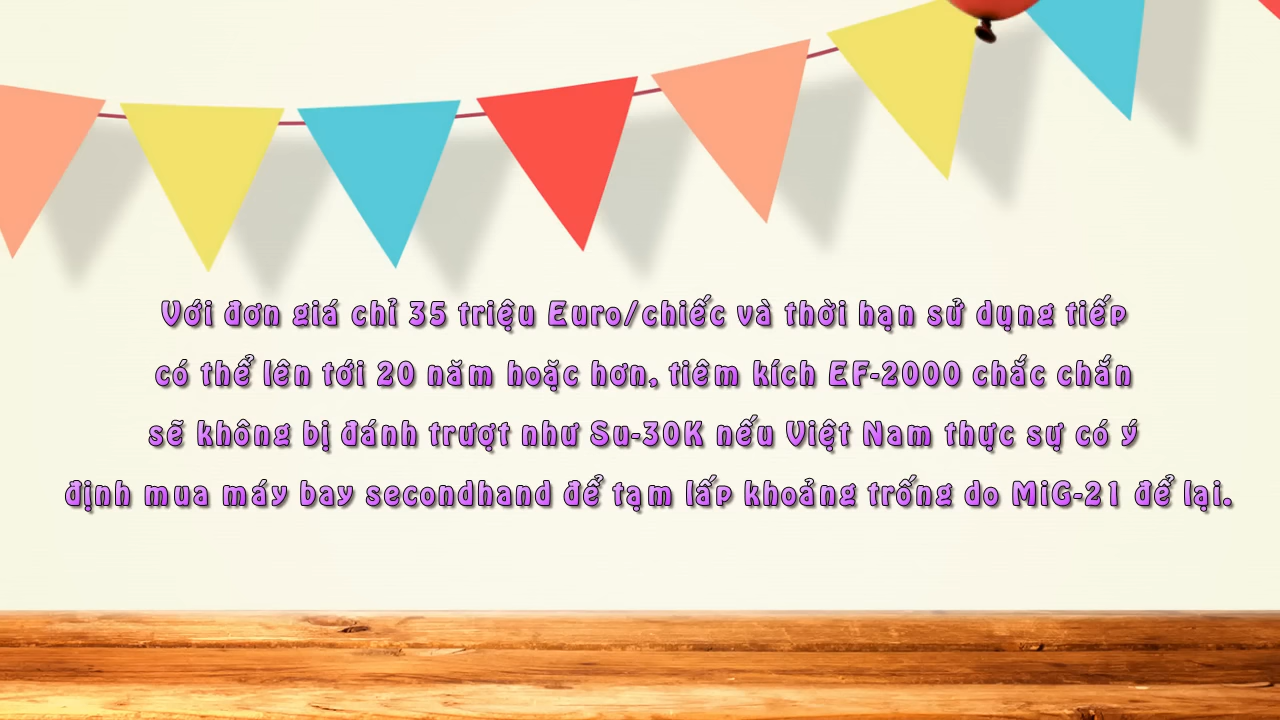 Với đơn giá chỉ 35 triệu Euro/chiếc và thời hạn sử dụng tiếp
có thể lên tới 20 năm hoặc hơn, tiêm kích EF-2000 chắc chắn
sẽ không bị đánh trượt như Su-30K nếu Việt Nam thực sự có ý
định mua máy bay secondhand để tạm lấp khoảng trống do MiG-21 để lại.